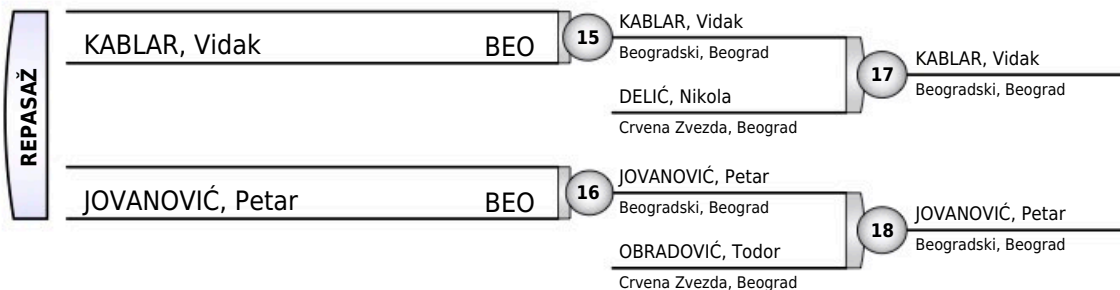 REPASAŽ
KABLAR, Vidak BEO
15
KABLAR, Vidak
Beogradski, Beograd
DELIĆ, Nikola
Crvena Zvezda, Beograd
17
KABLAR, Vidak
Beogradski, Beograd
JOVANOVIĆ, Petar BEO
16
JOVANOVIĆ, Petar
Beogradski, Beograd
OBRADOVIĆ, Todor
Crvena Zvezda, Beograd
18
JOVANOVIĆ, Petar
Beogradski, Beograd